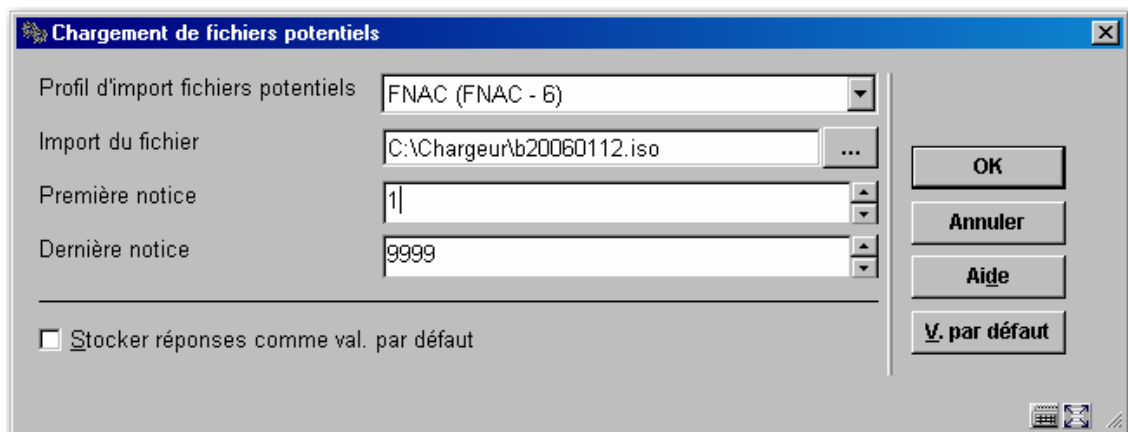 Chargement de fichiers potentiels
Profil d'import fichiers potentiels
FNAC (FNAC - 6)
Import du fichier
C:\Chargeur\b20060112.iso
...
Première notice
1
Dernière notice
9999
Stocker réponses comme val. par défaut
OK
Annuler
Aide
V. par défaut